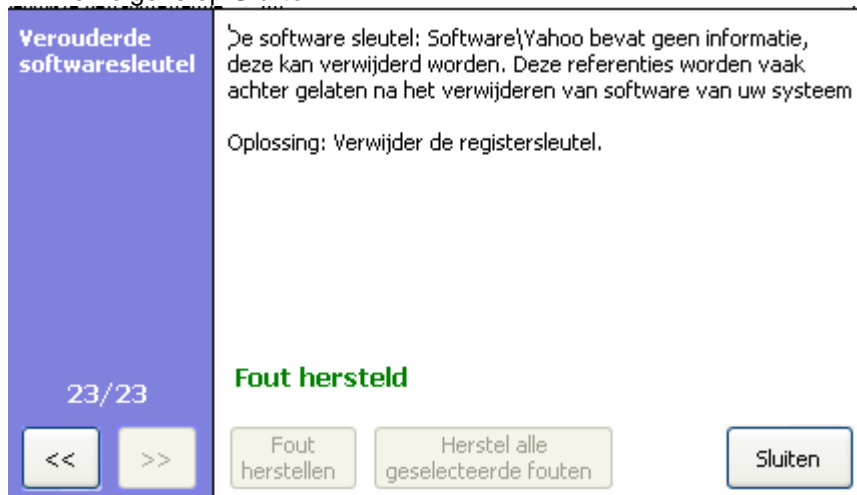 Verouderde
softwaresleutel
De software sleutel: Software\Yahoo bevat geen informatie,
deze kan verwijderd worden. Deze referenties worden vaak
achter gelaten na het verwijderen van software van uw systeem
Oplossing: Verwijder de registersleutel.
Fout hersteld
23/23
<<
>>
Fout
herstellen
Herstel alle
geselecteerde fouten
Sluiten